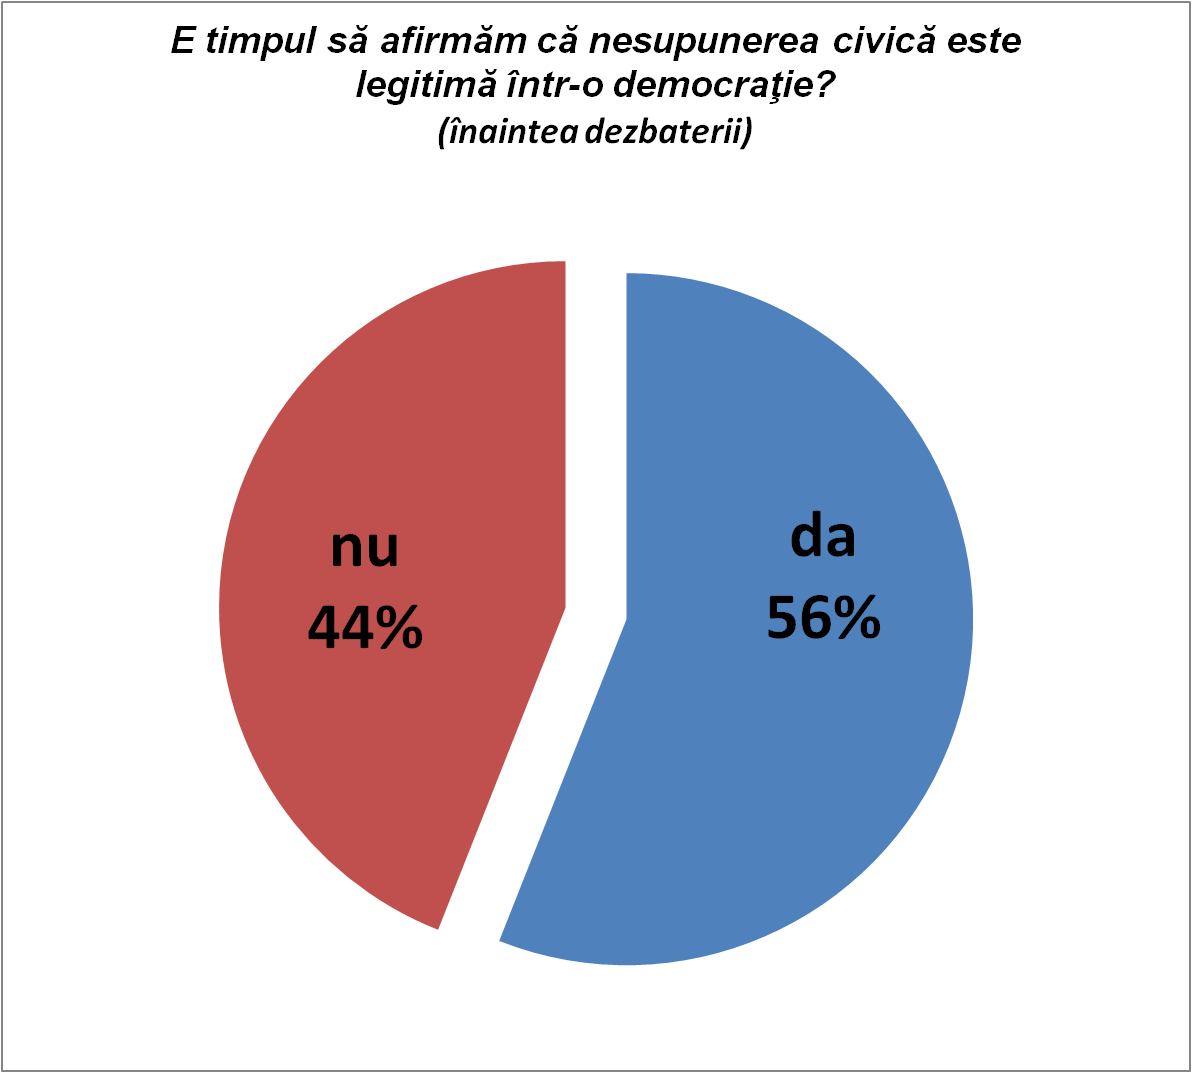 E timpul să afirmăm că nesupunerea civică este
legitimă într-o democraţie?
(înaintea dezbaterii)
nu
44%
da
56%